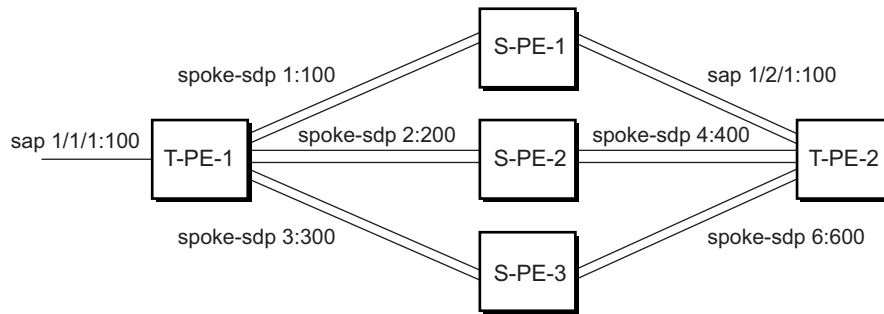 S-PE-1
spoke-sdp 1:100
sap 1/2/1:100
sap 1/1/1:100
spoke-sdp 2:200
spoke-sdp 4:400
T-PE-1
S-PE-2
T-PE-2
spoke-sdp 3:300
spoke-sdp 6:600
S-PE-3